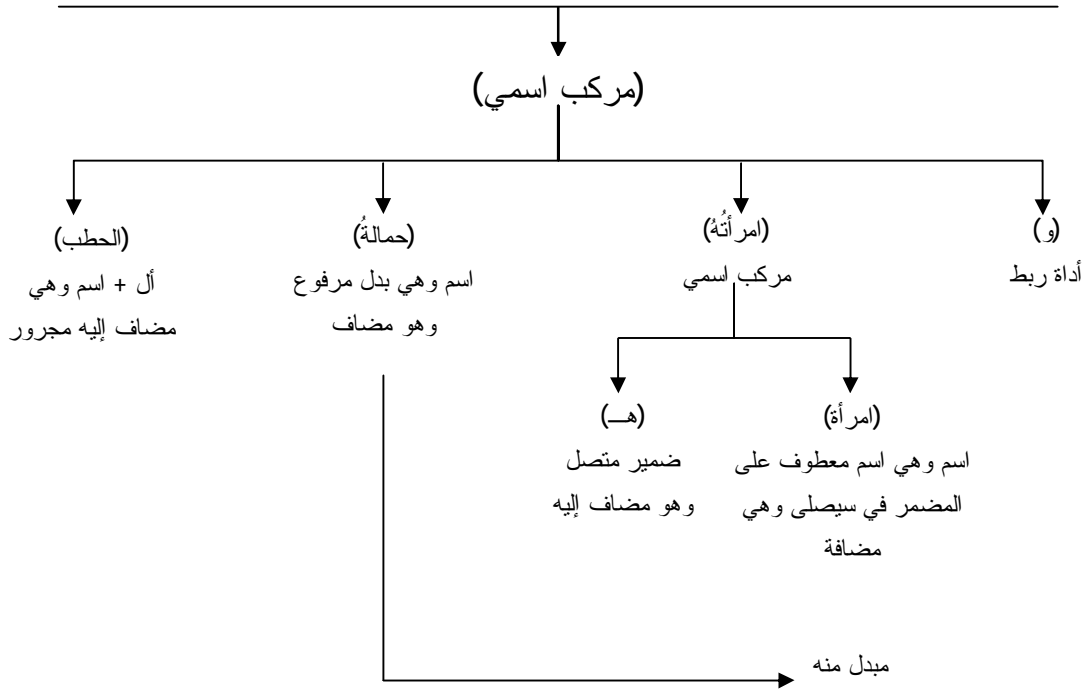 (مركب اسمي)
(و)
أداة ربط
(امرأتُهُ)
مركب اسمي
(حمالةُ)
اسم وهي بدل مرفوع
وهو مضاف
(الحطب)
أل + اسم وهي
مضاف إليه مجرور
(امرأة)
اسم وهي اسم معطوف على
المضمر في سيصلى وهي
مضافة
(هـ)
ضمير متصل
وهو مضاف إليه
مبدل منه